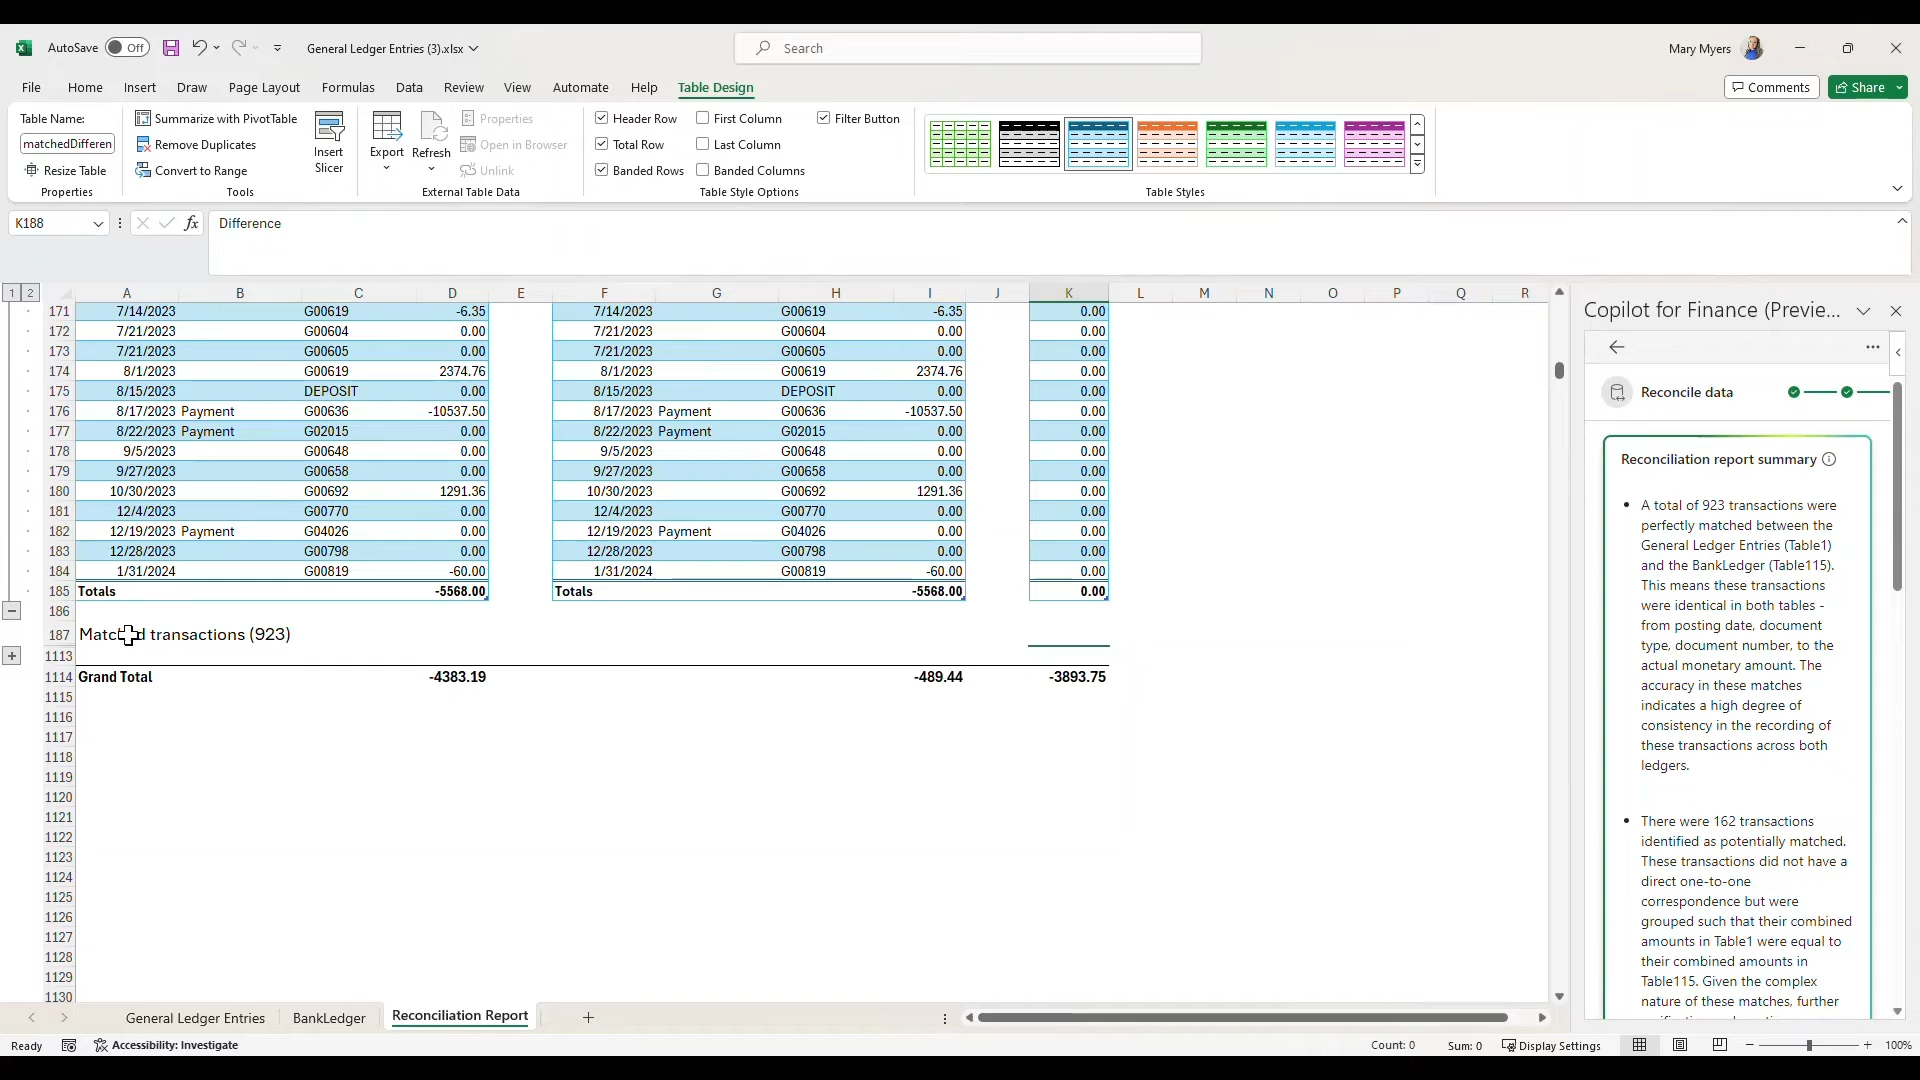 AutoSave Off General Ledger Entries (3).xlsx Search Mary Myers
File Home Insert Draw Page Layout Formulas Data Review View Automate Help Table Design Comments Share
Table Name:
matchedDifferen
Resize Table
Properties
Summarize with PivotTable
Remove Duplicates
Convert to Range
Tools
Insert
Slicer
Export
Refresh
Properties
Open in Browser
Unlink
External Table Data
Header Row First Column Filter Button
Total Row Last Column
Banded Rows Banded Columns
Table Style Options
Table Styles
K188 fx Difference
1 2 A B C D E F G H I J K L M N O P Q R
171 7/14/2023 G00619 -6.35 7/14/2023 G00619 -6.35 0.00
172 7/21/2023 G00604 0.00 7/21/2023 G00604 0.00 0.00
173 7/21/2023 G00605 0.00 7/21/2023 G00605 0.00 0.00
174 8/1/2023 G00619 2374.76 8/1/2023 G00619 2374.76 0.00
175 8/15/2023 DEPOSIT 0.00 8/15/2023 DEPOSIT 0.00 0.00
176 8/17/2023 Payment G00636 -10537.50 8/17/2023 Payment G00636 -10537.50 0.00
177 8/22/2023 Payment G02015 0.00 8/22/2023 Payment G02015 0.00 0.00
178 9/5/2023 G00648 0.00 9/5/2023 G00648 0.00 0.00
179 9/27/2023 G00658 0.00 9/27/2023 G00658 0.00 0.00
180 10/30/2023 G00692 1291.36 10/30/2023 G00692 1291.36 0.00
181 12/4/2023 G00770 0.00 12/4/2023 G00770 0.00 0.00
182 12/19/2023 Payment G04026 0.00 12/19/2023 Payment G04026 0.00 0.00
183 12/28/2023 G00798 0.00 12/28/2023 G00798 0.00 0.00
184 1/31/2024 G00819 -60.00 1/31/2024 G00819 -60.00 0.00
185 Totals -5568.00 Totals -5568.00 0.00
186
187 Matched transactions (923)
1113
1114 Grand Total -4383.19 -489.44 -3893.75
1115
1116
1117
1118
1119
1120
1121
1122
1123
1124
1125
1126
1127
1128
1129
1130
Copilot for Finance (Previe...
Reconcile data
Reconciliation report summary
• A total of 923 transactions were
perfectly matched between the
General Ledger Entries (Table1)
and the BankLedger (Table115).
This means these transactions
were identical in both tables -
from posting date, document
type, document number, to the
actual monetary amount. The
accuracy in these matches
indicates a high degree of
consistency in the recording of
these transactions across both
ledgers.
• There were 162 transactions
identified as potentially matched.
These transactions did not have a
direct one-to-one
correspondence but were
grouped such that their combined
amounts in Table1 were equal to
their combined amounts in
Table115. Given the complex
nature of these matches, further
General Ledger Entries BankLedger Reconciliation Report
Ready Accessibility: Investigate Count: 0 Sum: 0 Display Settings 100%